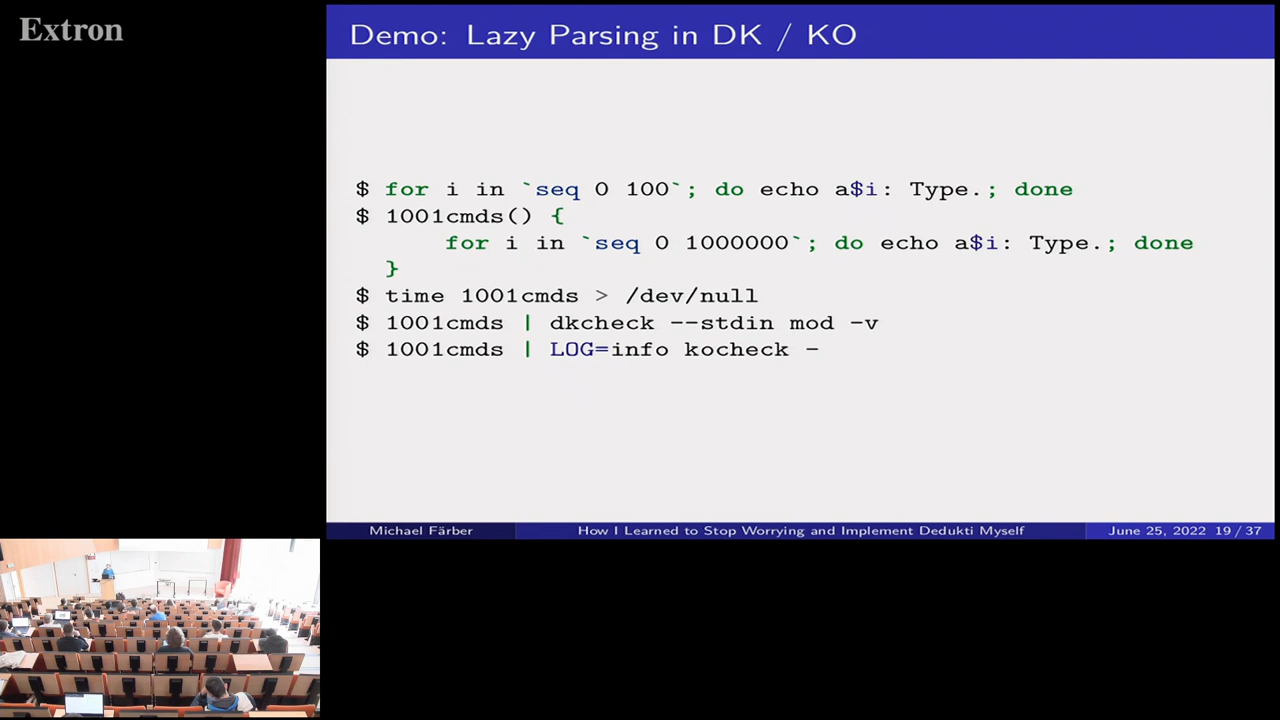 Extron
Demo: Lazy Parsing in DK / KO
$ for i in `seq 0 100`; do echo a$i: Type.; done
$ 1001cmds() {
for i in `seq 0 1000000`; do echo a$i: Type.; done
}
$ time 1001cmds > /dev/null
$ 1001cmds | dkcheck --stdin mod -v
$ 1001cmds | LOG=info kocheck -
Michael Färber
How I Learned to Stop Worrying and Implement Dedukti Myself
June 25, 2022 19 / 37